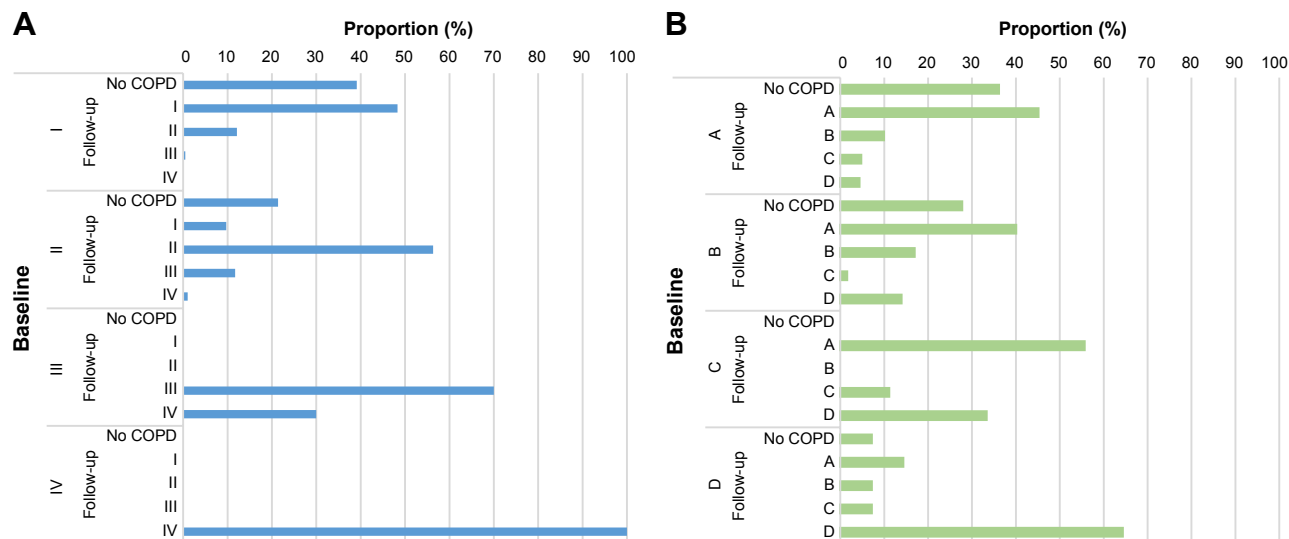 A
Proportion (%)
0 10 20 30 40 50 60 70 80 90 100
Baseline
I
Follow-up
No COPD
I
II
III
IV
II
Follow-up
No COPD
I
II
III
IV
III
Follow-up
No COPD
I
II
III
IV
IV
Follow-up
No COPD
I
II
III
IV
B
Proportion (%)
0 10 20 30 40 50 60 70 80 90 100
Baseline
A
Follow-up
No COPD
A
B
C
D
B
Follow-up
No COPD
A
B
C
D
C
Follow-up
No COPD
A
B
C
D
D
Follow-up
No COPD
A
B
C
D